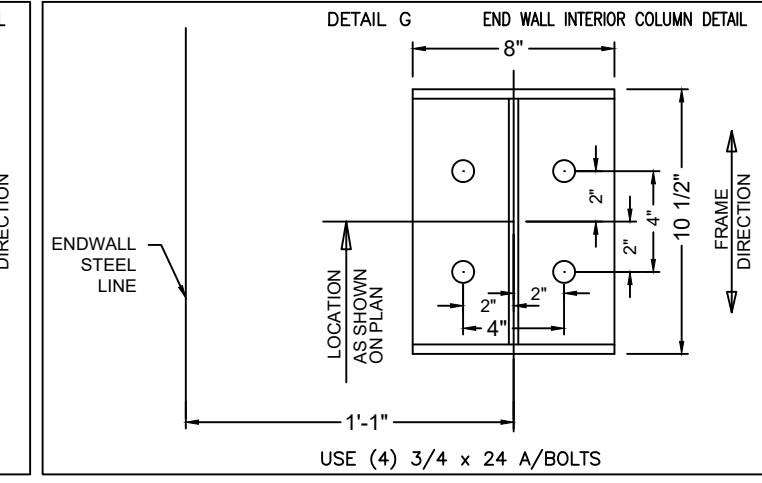 L
DIRECTION
DETAIL G
END WALL INTERIOR COLUMN DETAIL
8"
ENDWALL
STEEL
LINE
LOCATION
AS SHOWN
ON PLAN
2"
2"
4"
2"
4"
2"
10 1/2"
FRAME
DIRECTION
1'-1"
USE (4) 3/4 x 24 A/BOLTS